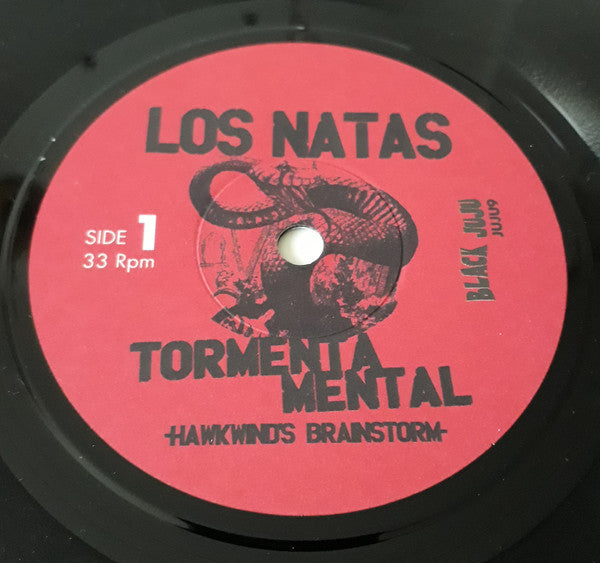 LOS NATAS
SIDE 1
33 Rpm
BLACK JUJU
JUJU9
TORMENTA
MENTAL
-HAWKWIND'S BRAINSTORM-